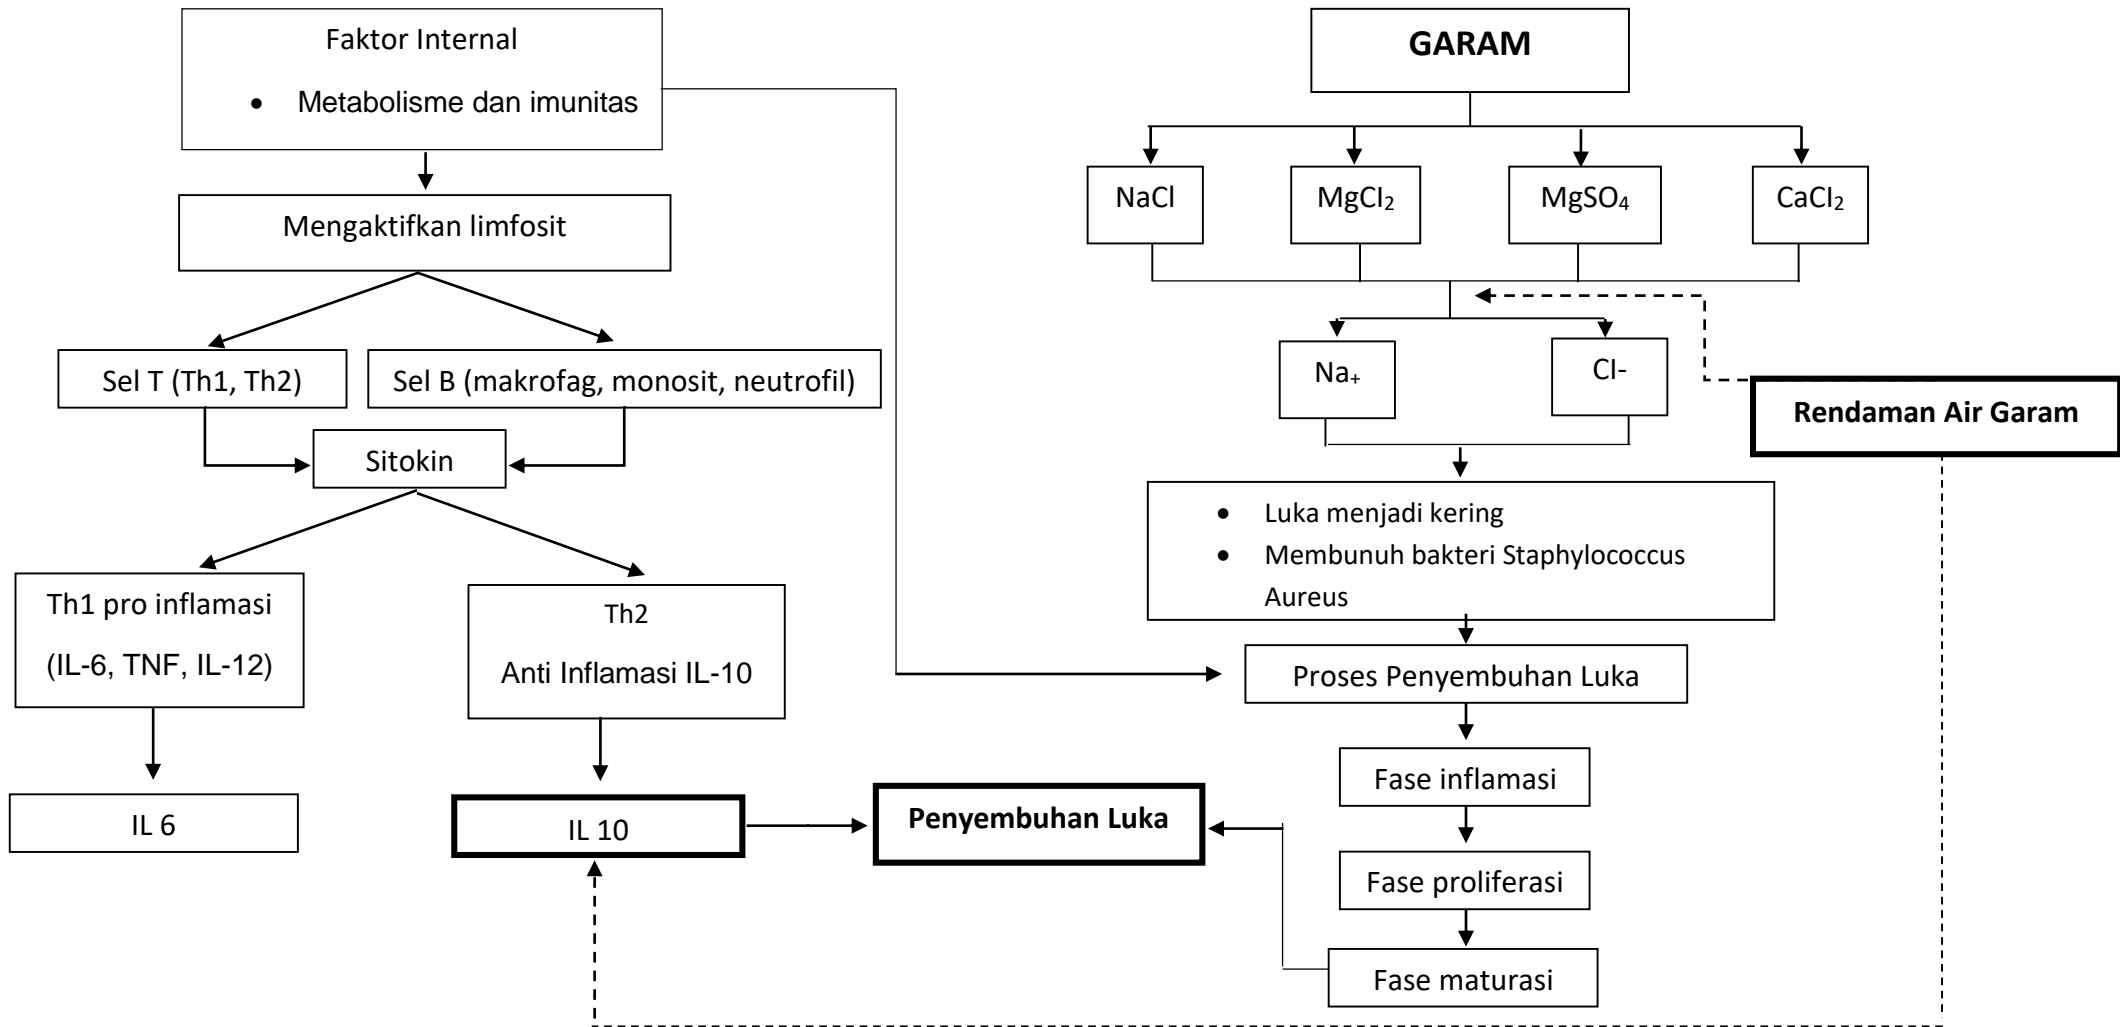 Faktor Internal
• Metabolisme dan imunitas
Mengaktifkan limfosit
Sel T (Th1, Th2)
Sel B (makrofag, monosit, neutrofil)
Sitokin
Th1 pro inflamasi
(IL-6, TNF, IL-12)
Th2
Anti Inflamasi IL-10
IL 6
IL 10
Penyembuhan Luka
GARAM
NaCl
MgCI₂
MgSO₄
CaCI₂
Na₊
CI-
Rendaman Air Garam
• Luka menjadi kering
• Membunuh bakteri Staphylococcus
Aureus
Proses Penyembuhan Luka
Fase inflamasi
Fase proliferasi
Fase maturasi